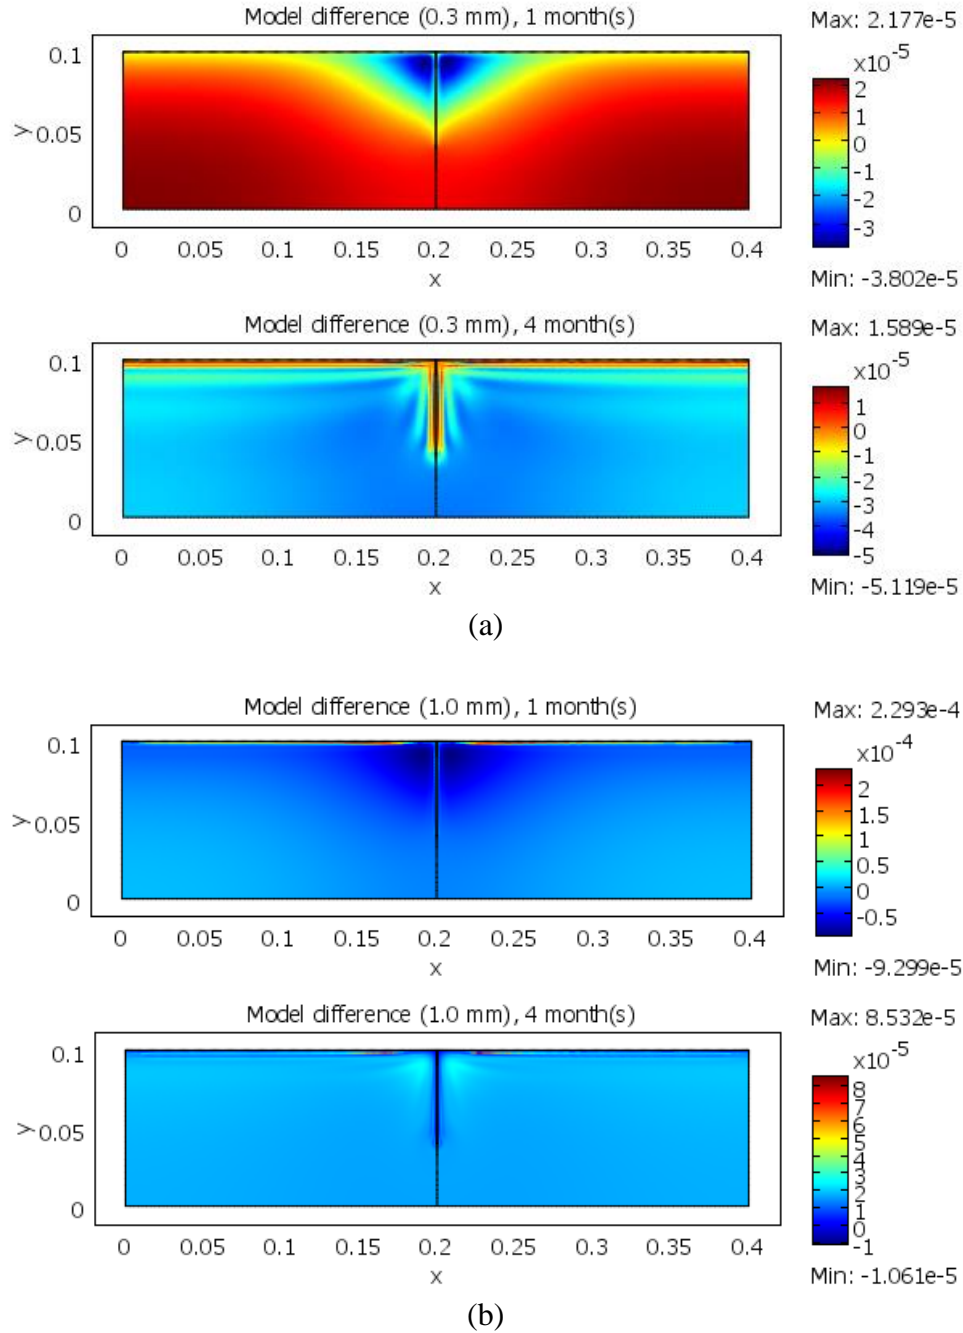 Model difference (0.3 mm), 1 month(s)
Max: 2.177e-5
x10^-5
0.1
0.05
0
y
2
1
0
-1
-2
-3
0 0.05 0.1 0.15 0.2 0.25 0.3 0.35 0.4
x
Min: -3.802e-5
Model difference (0.3 mm), 4 month(s)
Max: 1.589e-5
x10^-5
0.1
0.05
0
y
1
0
-1
-2
-3
-4
-5
0 0.05 0.1 0.15 0.2 0.25 0.3 0.35 0.4
x
Min: -5.119e-5
(a)
Model difference (1.0 mm), 1 month(s)
Max: 2.293e-4
x10^-4
0.1
0.05
0
y
2
1.5
1
0.5
0
-0.5
0 0.05 0.1 0.15 0.2 0.25 0.3 0.35 0.4
x
Min: -9.299e-5
Model difference (1.0 mm), 4 month(s)
Max: 8.532e-5
x10^-5
0.1
0.05
0
y
8
7
6
5
4
3
2
1
0
-1
0 0.05 0.1 0.15 0.2 0.25 0.3 0.35 0.4
x
Min: -1.061e-5
(b)